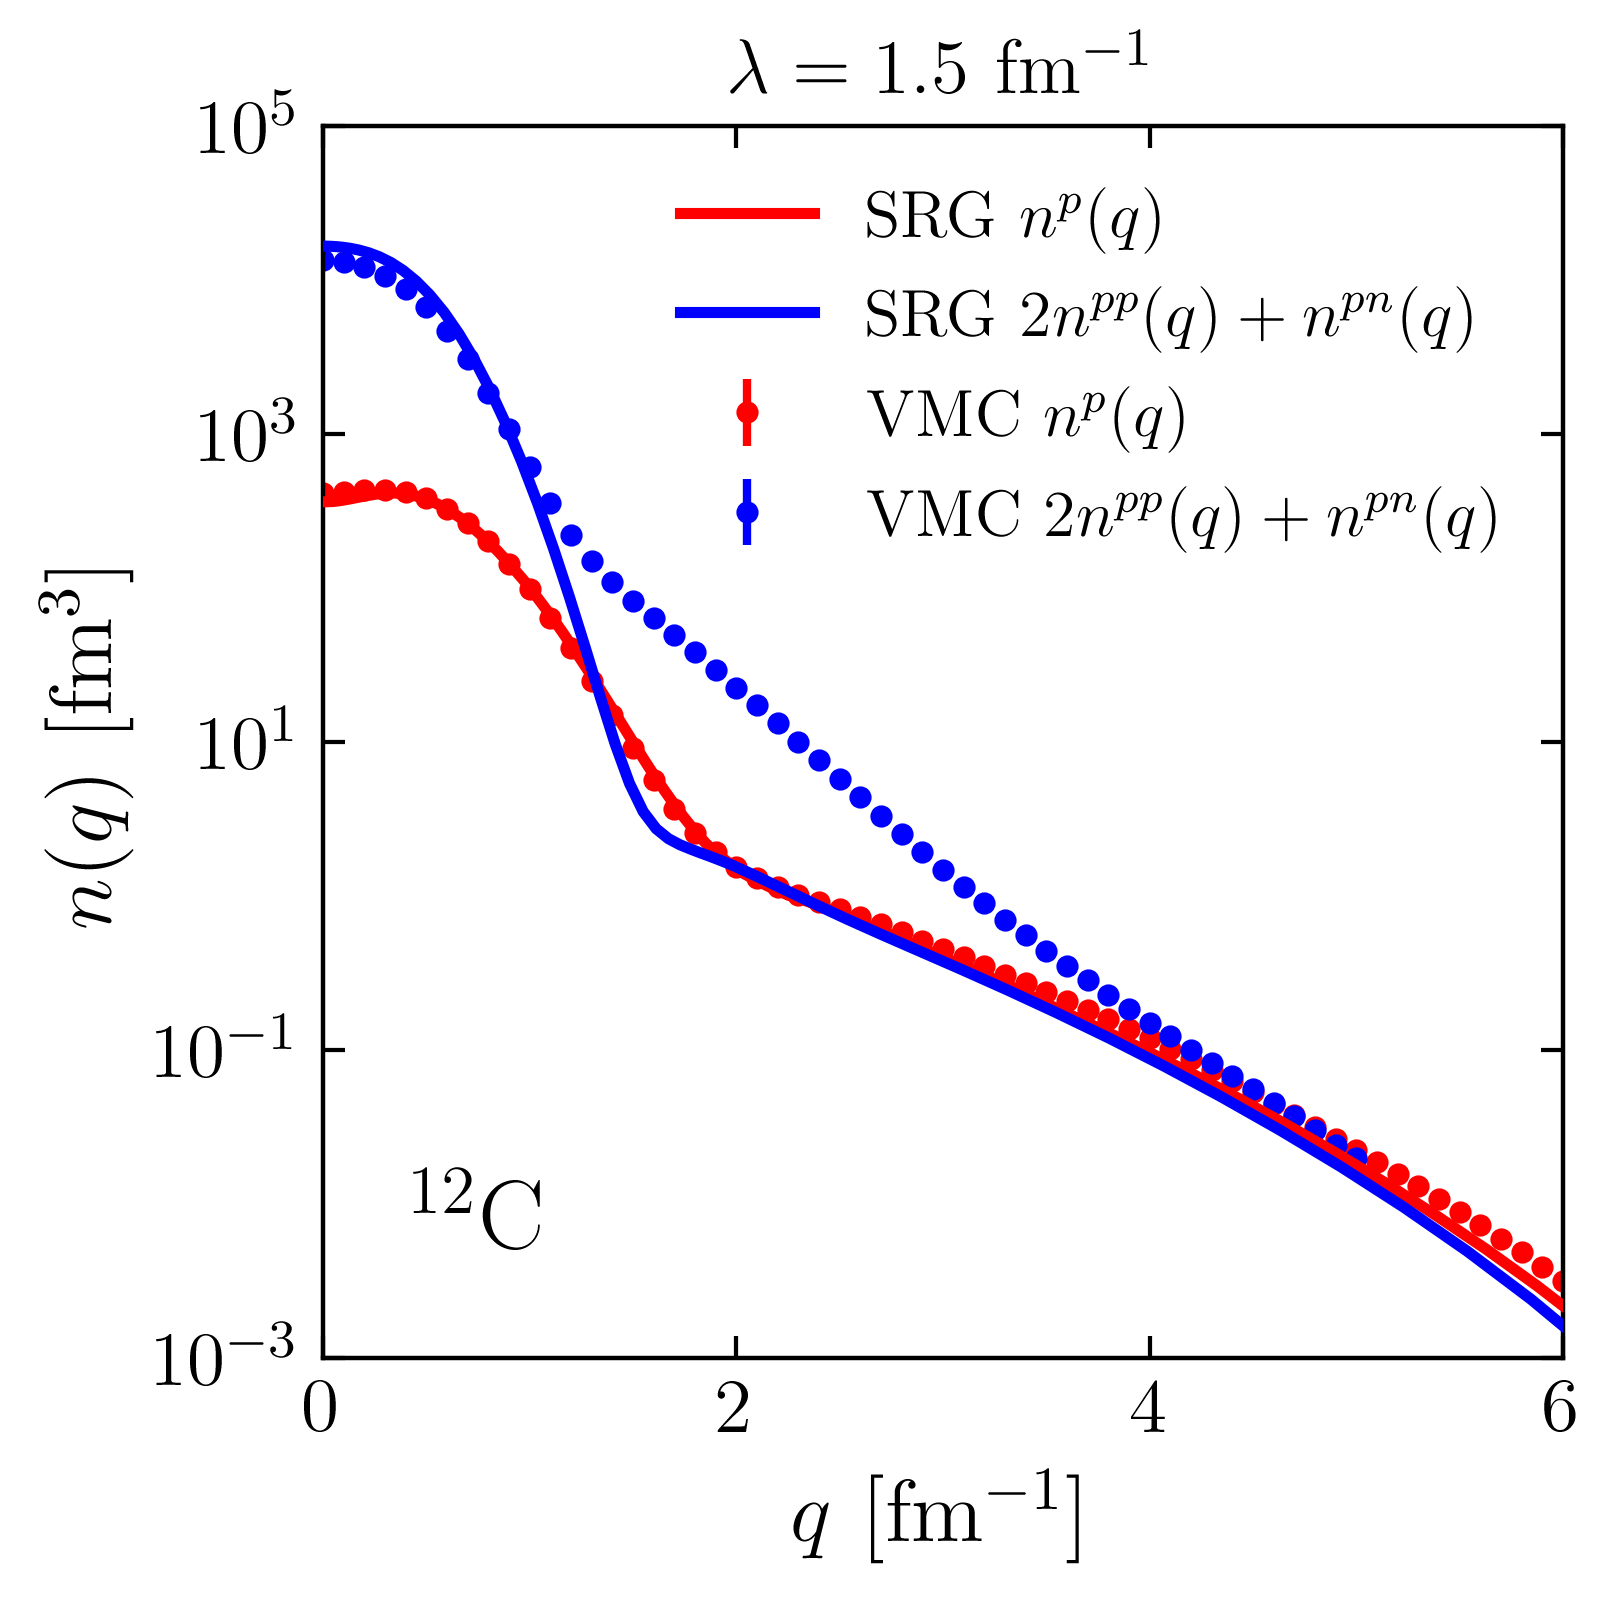 λ = 1.5 fm⁻¹
10⁵
10³
10¹
10⁻¹
10⁻³
n(q) [fm³]
SRG nᵖ(q)
SRG 2nᵖᵖ(q) + nᵖⁿ(q)
VMC nᵖ(q)
VMC 2nᵖᵖ(q) + nᵖⁿ(q)
¹²C
0 2 4 6
q [fm⁻¹]